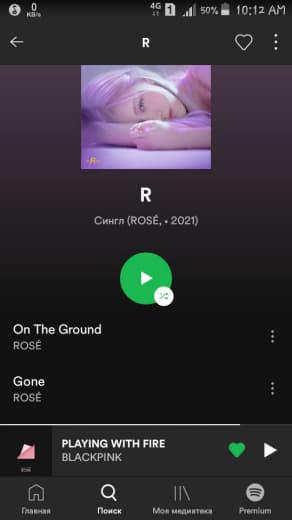 0
KB/s
4G
1
50%
10:12 AM
R
-R-
R
Сингл (ROSÉ, • 2021)
On The Ground
ROSÉ
Gone
ROSÉ
PLAYING WITH FIRE
BLACKPINK
Главная
Поиск
Моя медиатека
Premium